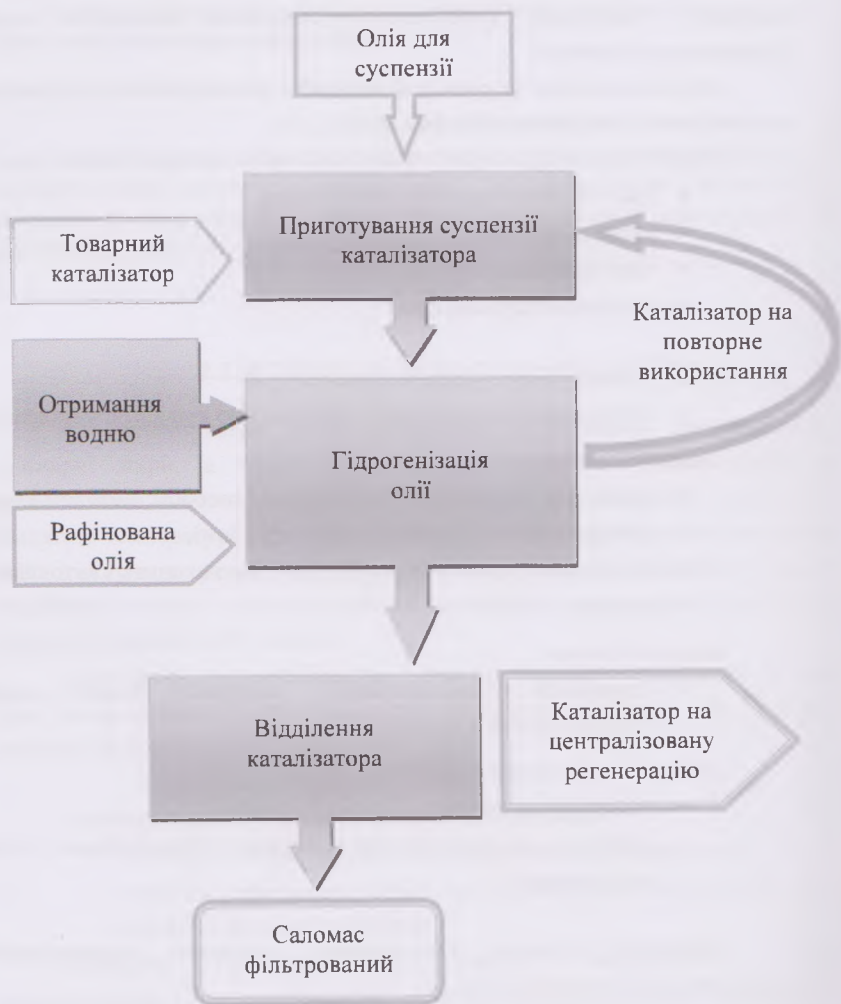 Олія для
суспензії
Приготування суспензії
каталізатора
Товарний
каталізатор
Каталізатор на
повторне
використання
Отримання
водню
Гідрогенізація
олії
Рафінована
олія
Відділення
каталізатора
Каталізатор на
централізовану
регенерацію
Саломас
фільтрований